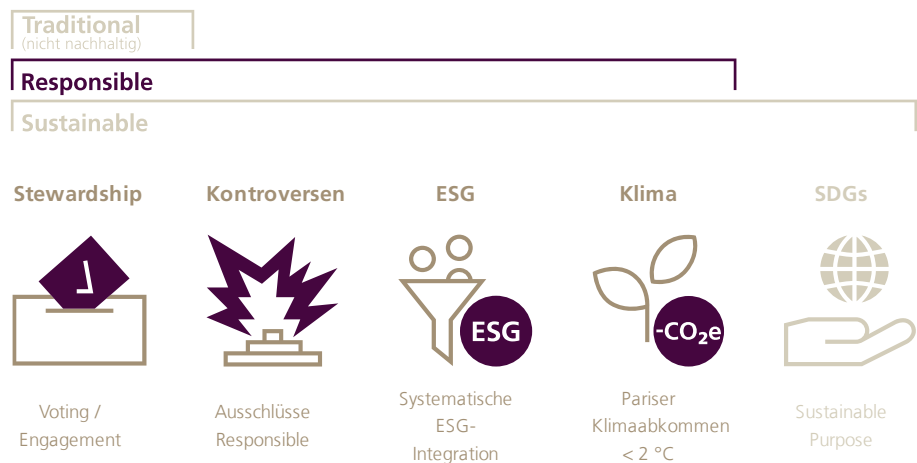 Traditional
(nicht nachhaltig)
Responsible
Sustainable
Stewardship
Kontroversen
ESG
Klima
SDGs
ESG
-CO₂e
Voting /
Engagement
Ausschlüsse
Responsible
Systematische
ESG-
Integration
Pariser
Klimaabkommen
< 2 °C
Sustainable
Purpose